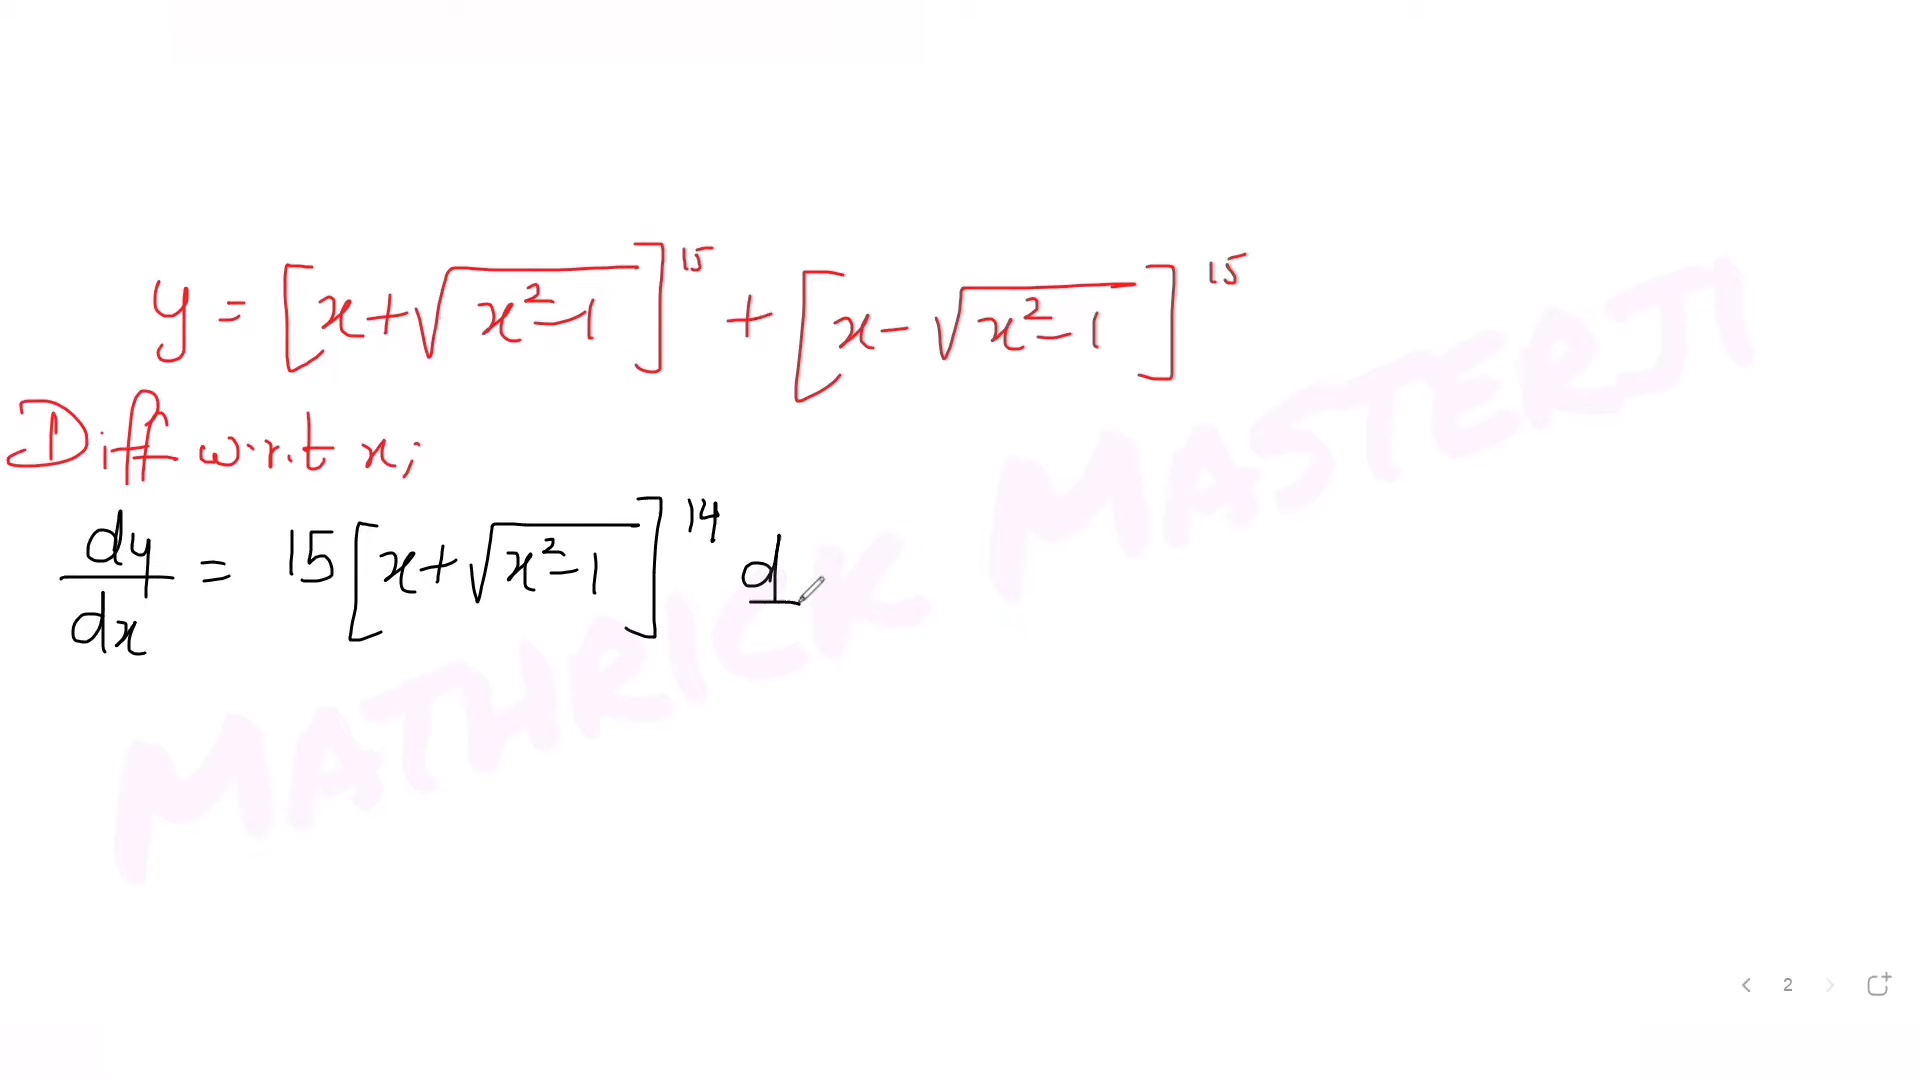 y = [x+√(x²-1)]¹⁵ + [x-√(x²-1)]¹⁵
Diff w.r.t x;
dy/dx = 15[x+√(x²-1)]¹⁴ d
MATHRICK MASTERJI
2